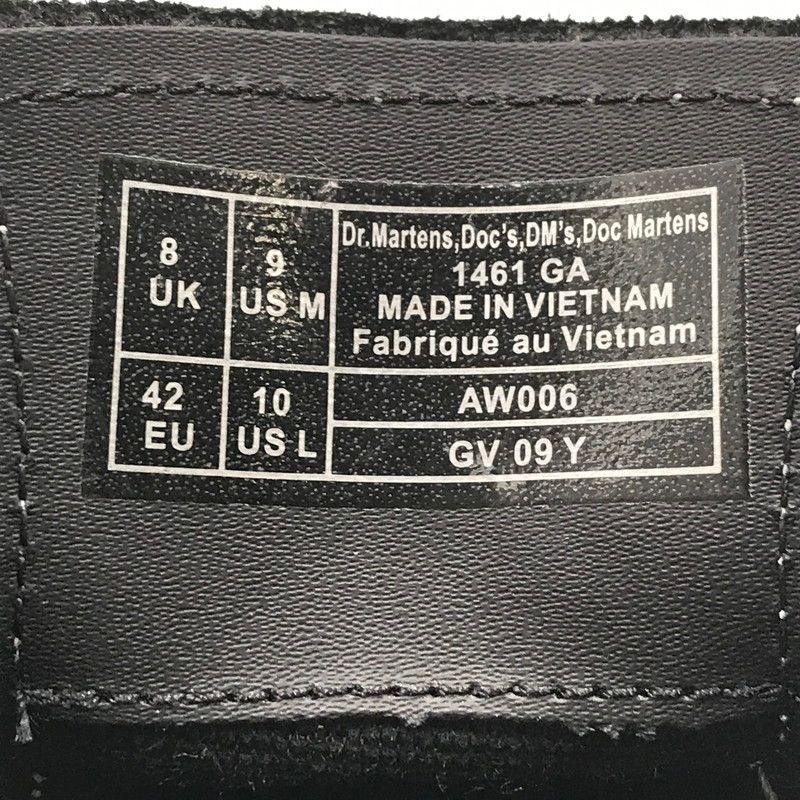 8
UK
9
US M
Dr.Martens,Doc's,DM's,Doc Martens
1461 GA
MADE IN VIETNAM
Fabriqué au Vietnam
42
EU
10
US L
AW006
GV 09 Y